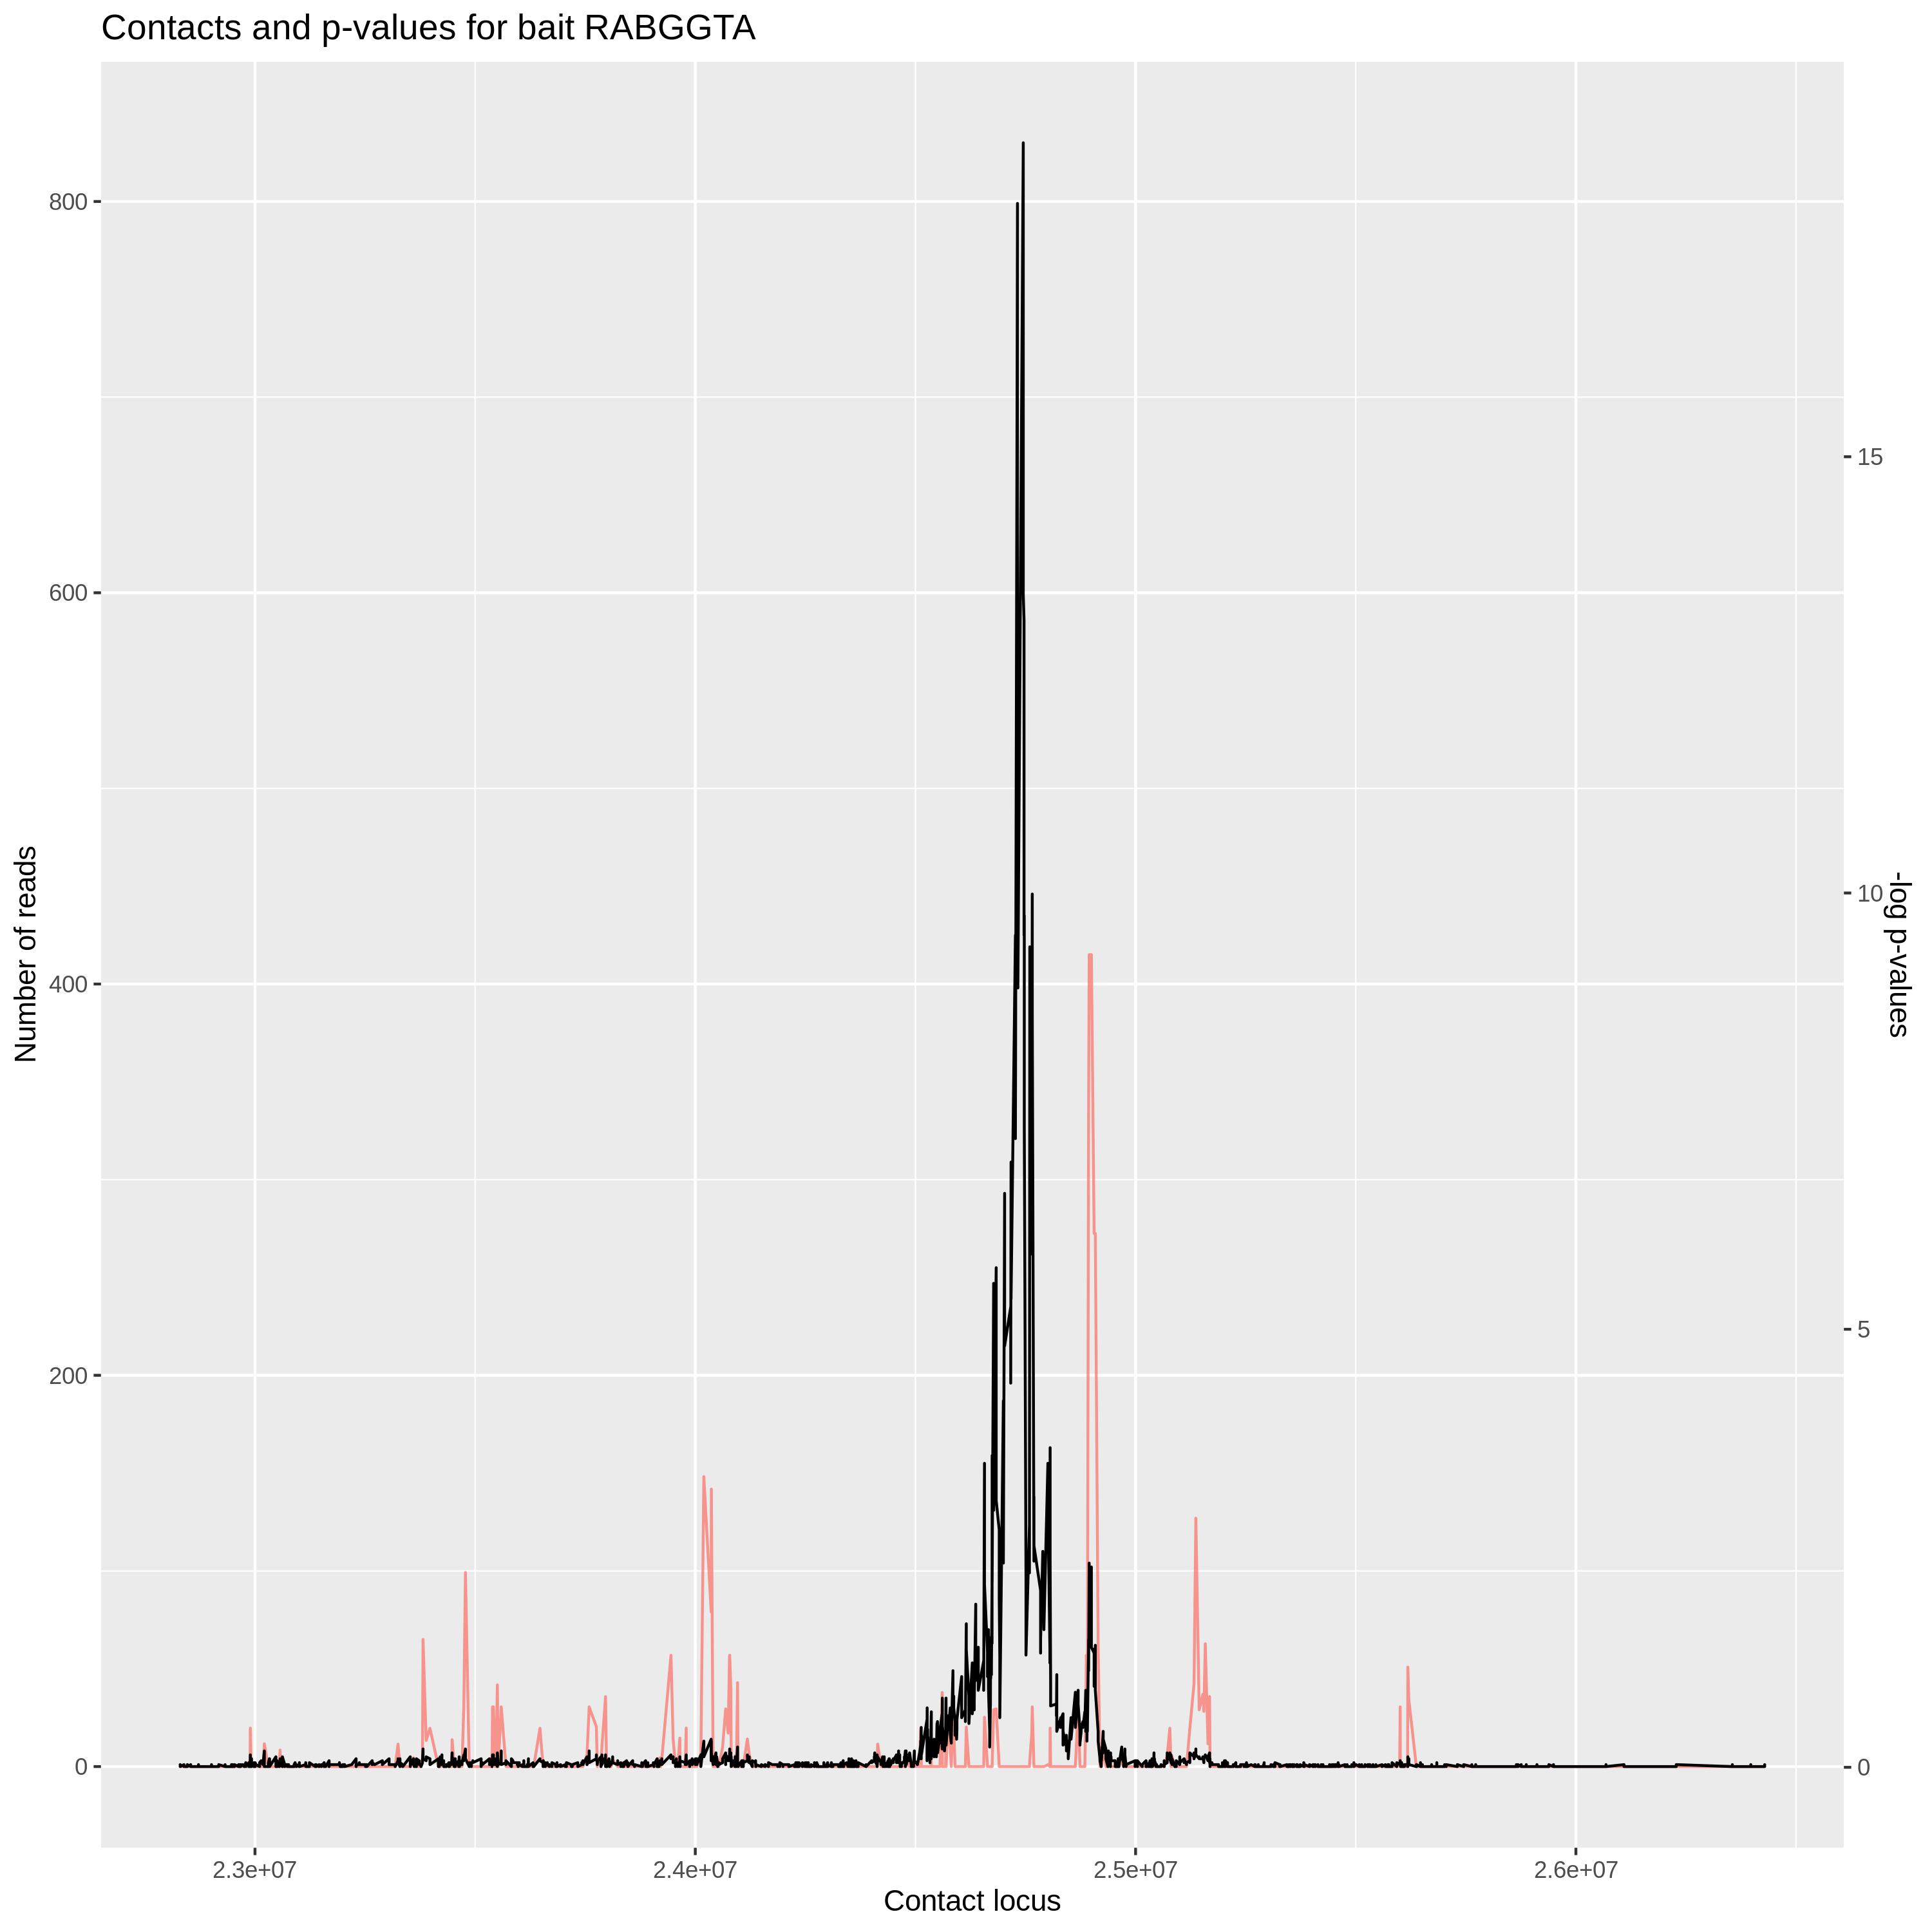 Contacts and p-values for bait RABGGTA
800
600
400
200
0
Number of reads
15
10
5
0
-log p-values
2.3e+07
2.4e+07
2.5e+07
2.6e+07
Contact locus